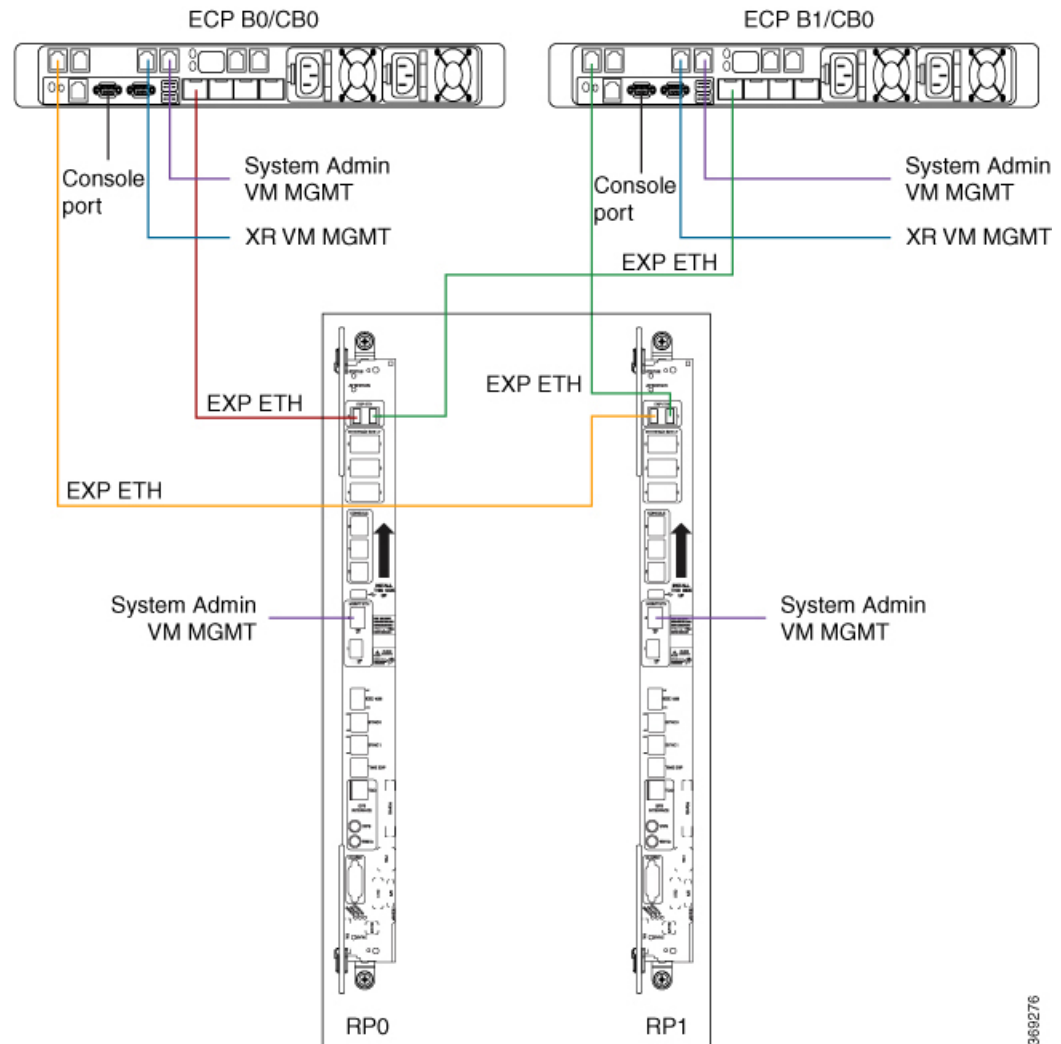 ECP B0/CB0
ECP B1/CB0
Console
port
System Admin
VM MGMT
XR VM MGMT
Console
port
System Admin
VM MGMT
XR VM MGMT
EXP ETH
EXP ETH
EXP ETH
EXP ETH
System Admin
VM MGMT
System Admin
VM MGMT
CONSOLE
CONSOLE
RP0
RP1
369276